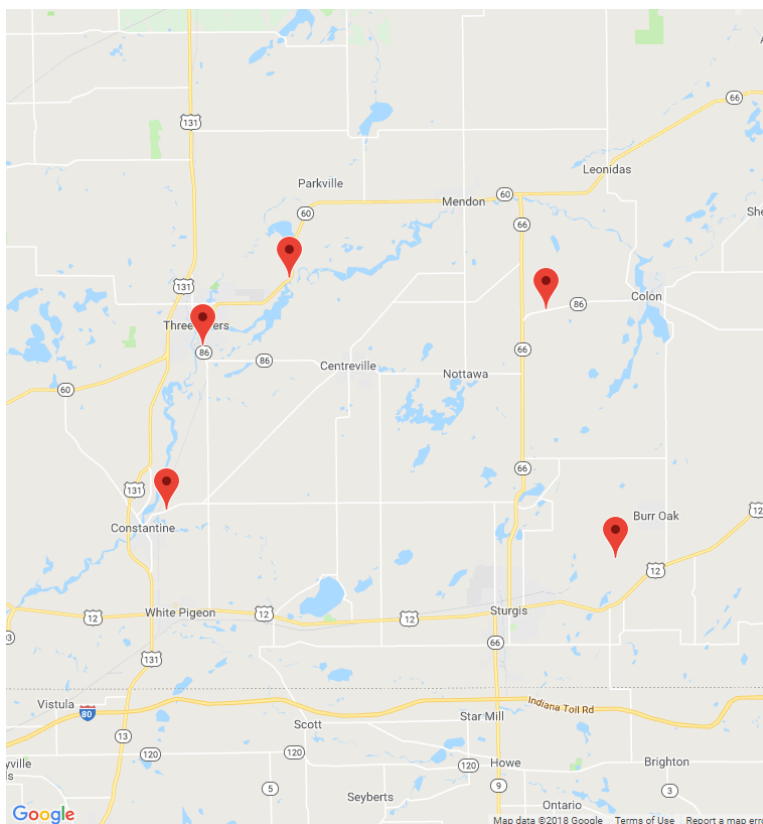 66
131
Leonidas
Parkville
60
Mendon
She
60
66
131
Colon
86
Three
ers
66
86
86
Centreville
Nottawa
60
66
131
12
Burr Oak
Constantine
12
White Pigeon
12
12
12
Sturgis
03
66
131
Vistula
80
Indiana Toll Rd
Star Mill
Scott
13
120
120
Howe
Brighton
yville
s
5
9
3
Seyberts
Ontario
Google
Map data ©2018 Google Terms of Use Report a map erro